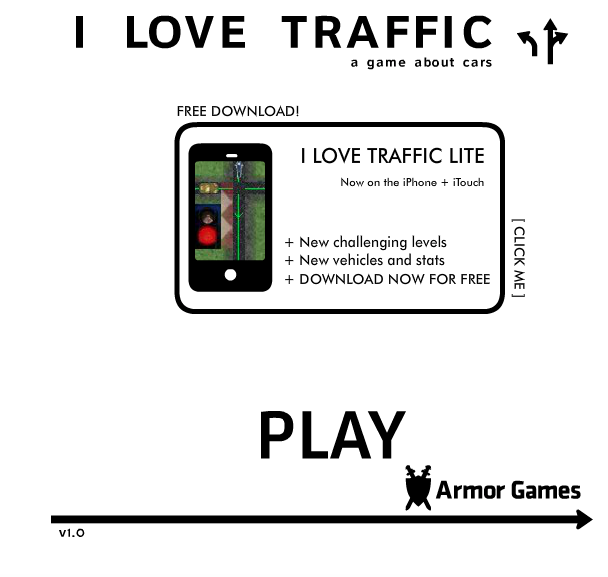 I LOVE TRAFFIC
a game about cars
FREE DOWNLOAD!
I LOVE TRAFFIC LITE
Now on the iPhone + iTouch
+ New challenging levels
+ New vehicles and stats
+ DOWNLOAD NOW FOR FREE
[ CLICK ME ]
PLAY
Armor Games
v1.0